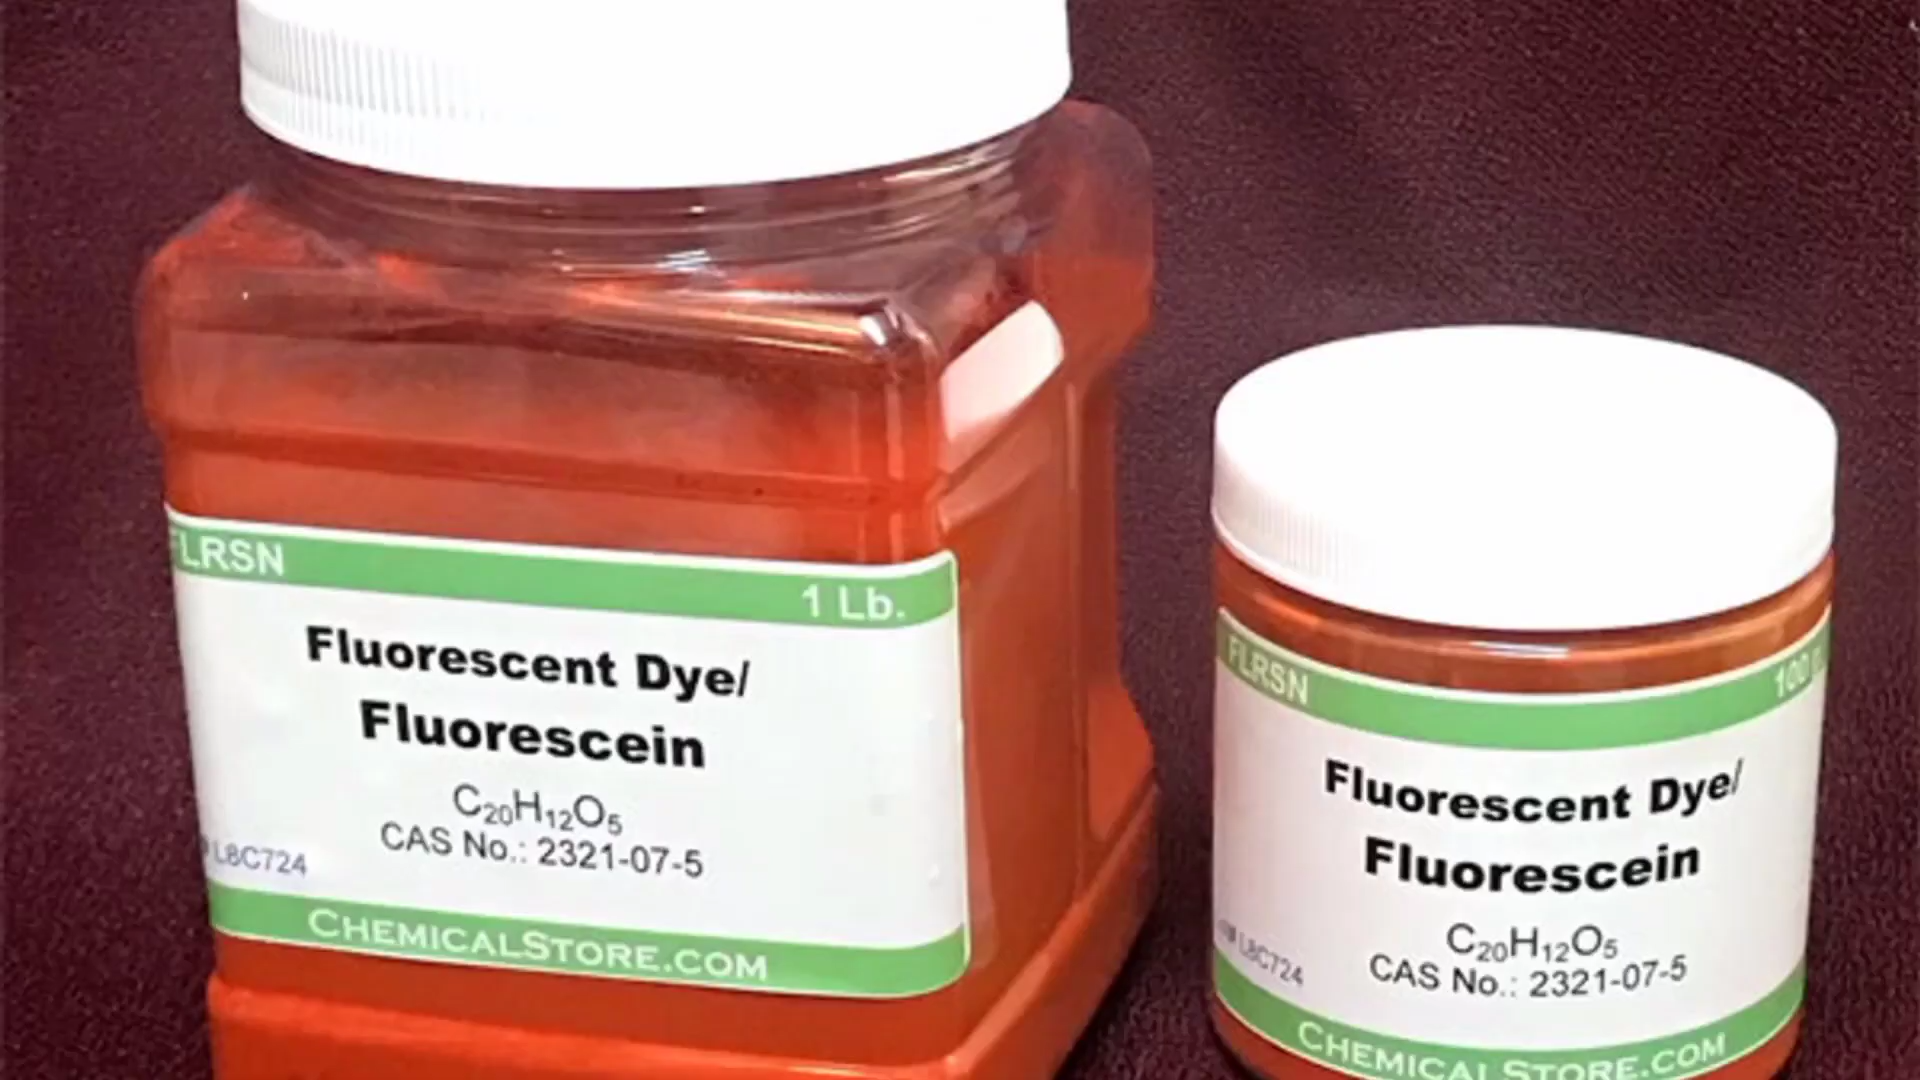 FLRSN
1 Lb.
Fluorescent Dye/
Fluorescein
C₂₀H₁₂O₅
CAS No.: 2321-07-5
L8C724
CHEMICALSTORE.COM
FLRSN
Fluorescent Dye/
Fluorescein
C₂₀H₁₂O₅
CAS No.: 2321-07-5
L8C724
CHEMICALSTORE.COM